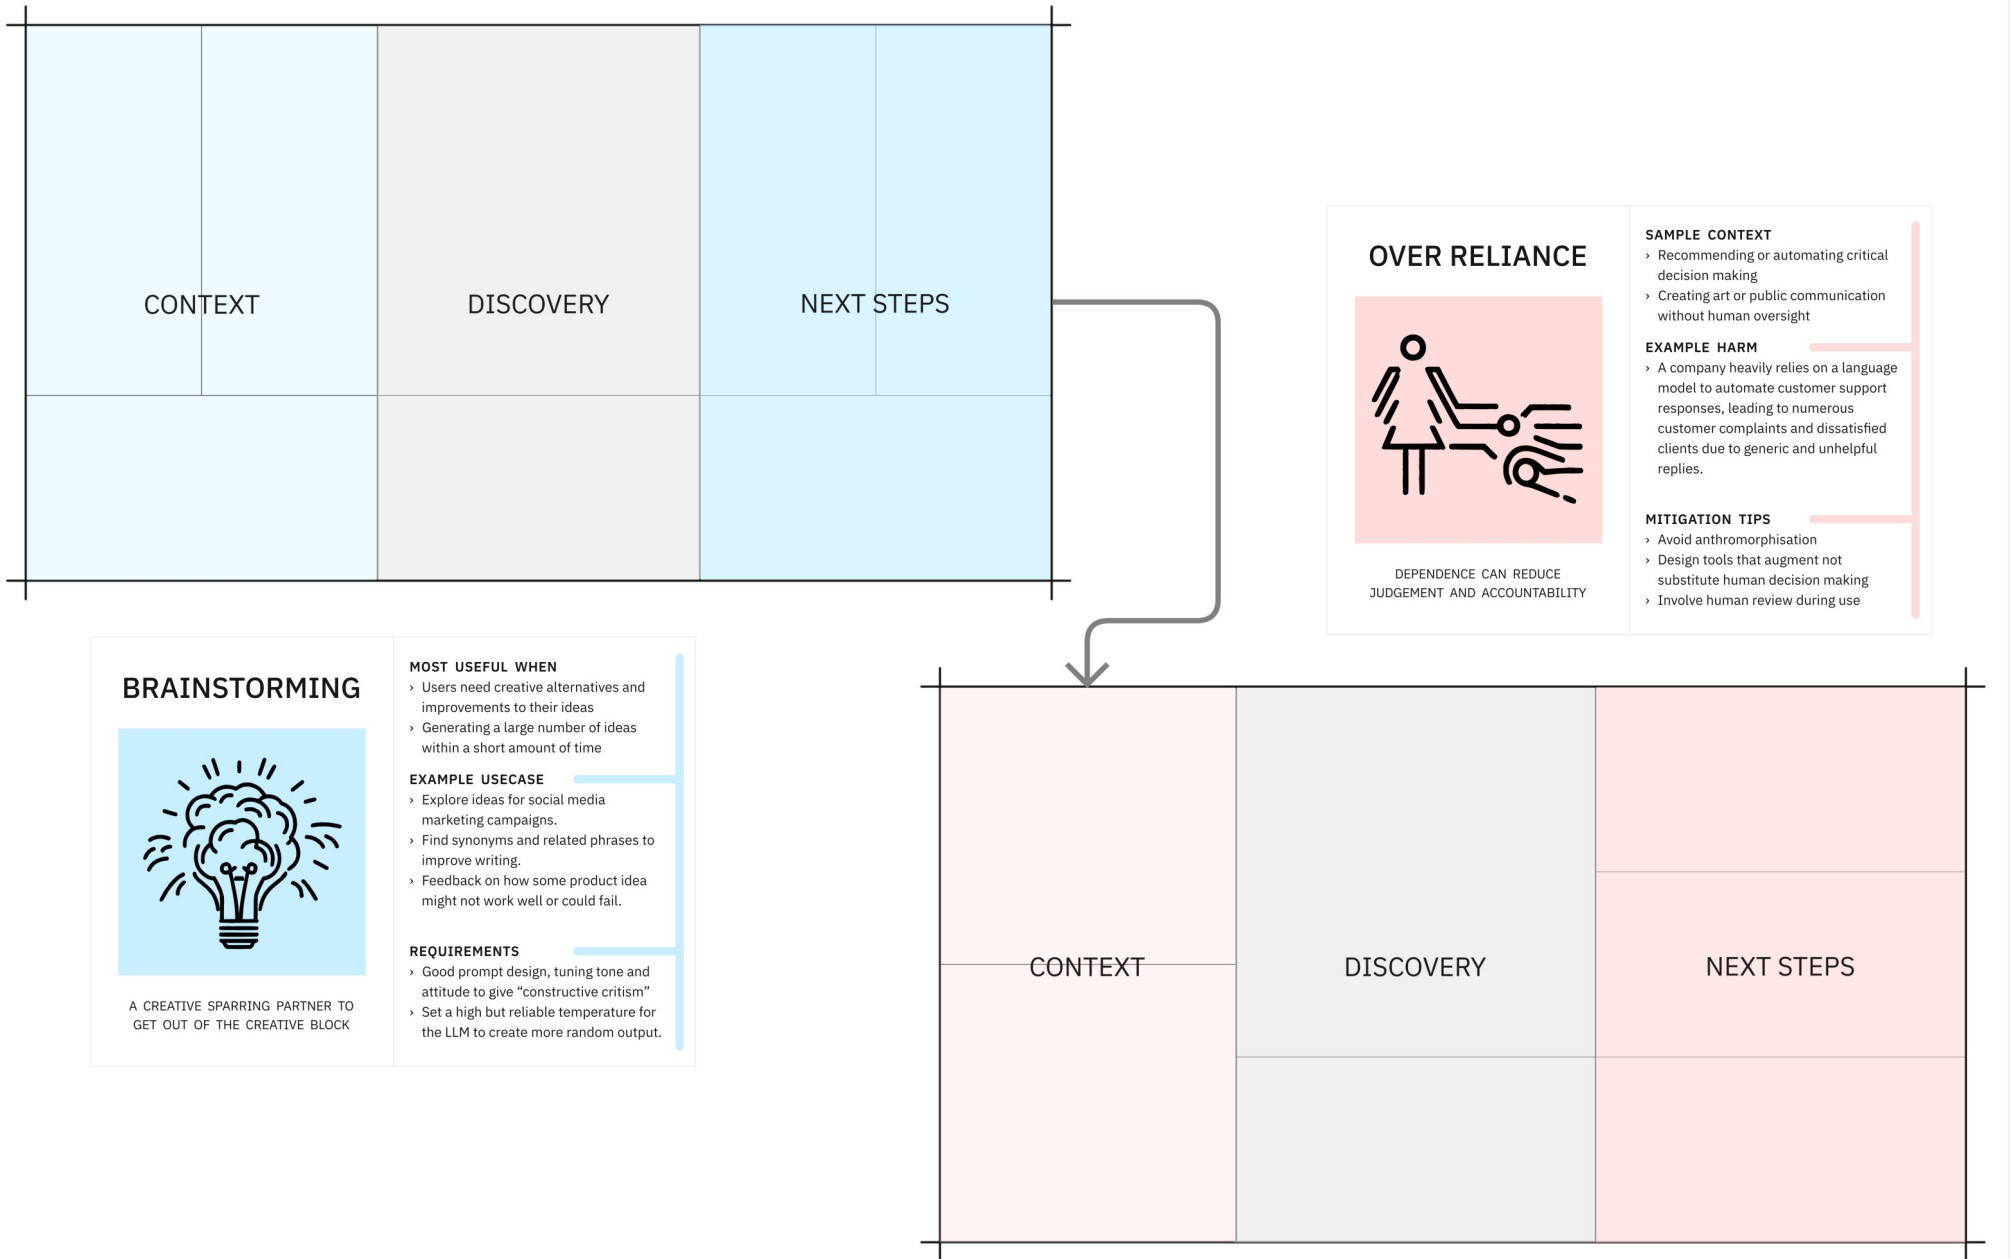 CONTEXT
DISCOVERY
NEXT STEPS
OVER RELIANCE
DEPENDENCE CAN REDUCE
JUDGEMENT AND ACCOUNTABILITY
SAMPLE CONTEXT
› Recommending or automating critical
decision making
› Creating art or public communication
without human oversight
EXAMPLE HARM
› A company heavily relies on a language
model to automate customer support
responses, leading to numerous
customer complaints and dissatisfied
clients due to generic and unhelpful
replies.
MITIGATION TIPS
› Avoid anthromorphisation
› Design tools that augment not
substitute human decision making
› Involve human review during use
BRAINSTORMING
A CREATIVE SPARRING PARTNER TO
GET OUT OF THE CREATIVE BLOCK
MOST USEFUL WHEN
› Users need creative alternatives and
improvements to their ideas
› Generating a large number of ideas
within a short amount of time
EXAMPLE USECASE
› Explore ideas for social media
marketing campaigns.
› Find synonyms and related phrases to
improve writing.
› Feedback on how some product idea
might not work well or could fail.
REQUIREMENTS
› Good prompt design, tuning tone and
attitude to give “constructive critism”
› Set a high but reliable temperature for
the LLM to create more random output.
CONTEXT
DISCOVERY
NEXT STEPS